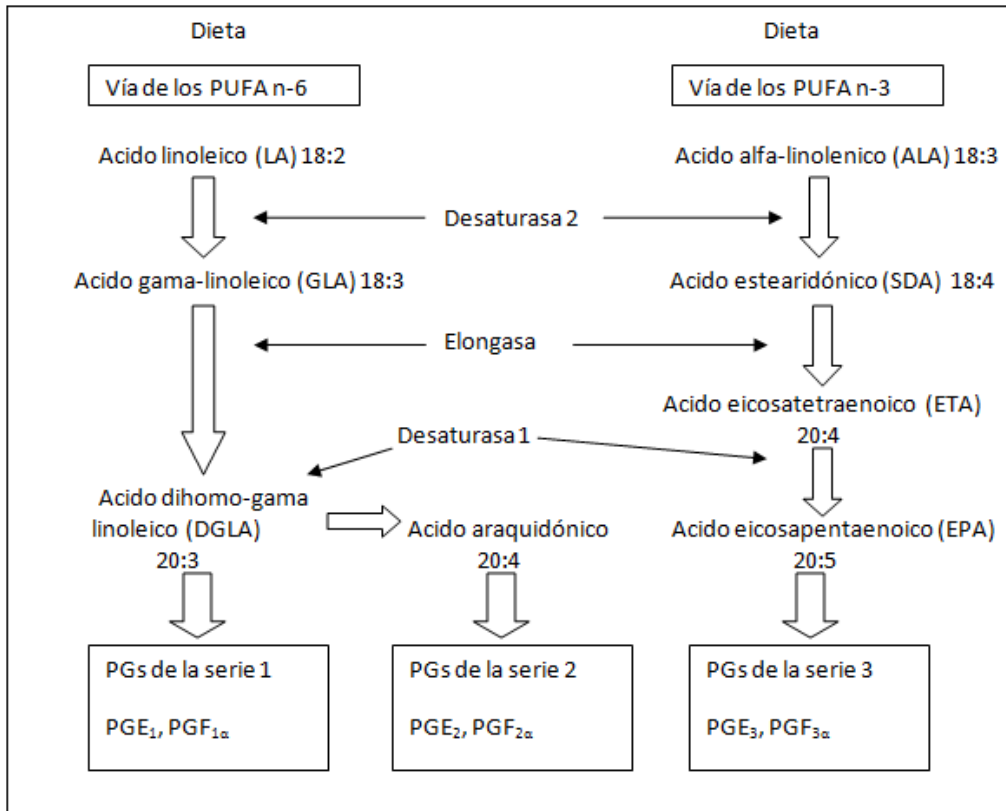 Dieta
Dieta
Vía de los PUFA n-6
Vía de los PUFA n-3
Acido linoleico (LA) 18:2
Acido alfa-linolenico (ALA) 18:3
Desaturasa 2
Acido gama-linoleico (GLA) 18:3
Acido estearidónico (SDA) 18:4
Elongasa
Acido eicosatetraenoico (ETA)
20:4
Desaturasa 1
Acido dihomo-gama
linoleico (DGLA)
20:3
Acido araquidónico
20:4
Acido eicosapentaenoico (EPA)
20:5
PGs de la serie 1
PGE₁, PGF₁α
PGs de la serie 2
PGE₂, PGF₂α
PGs de la serie 3
PGE₃, PGF₃α